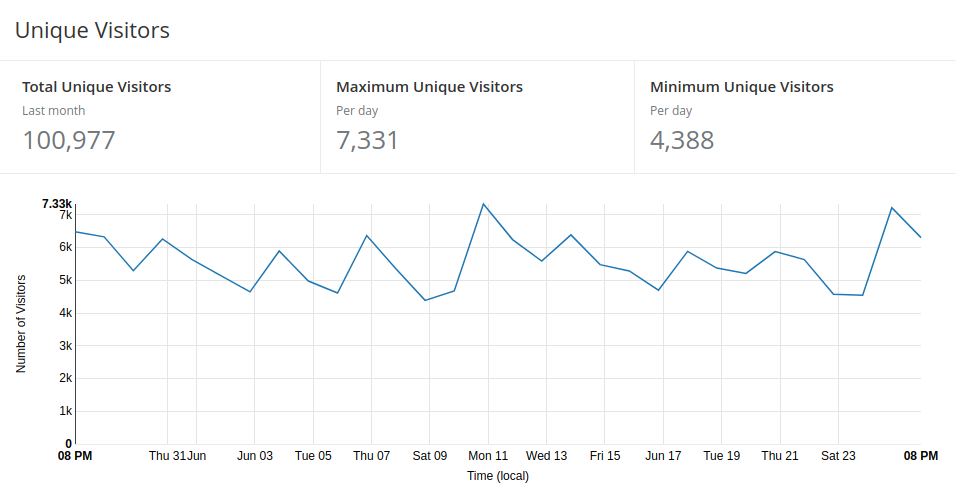 Unique Visitors
Total Unique Visitors
Last month
100,977
Maximum Unique Visitors
Per day
7,331
Minimum Unique Visitors
Per day
4,388
7.33k
7k
6k
5k
4k
3k
2k
1k
0
Number of Visitors
08 PM Thu 31 Jun Jun 03 Tue 05 Thu 07 Sat 09 Mon 11 Wed 13 Fri 15 Jun 17 Tue 19 Thu 21 Sat 23 08 PM
Time (local)